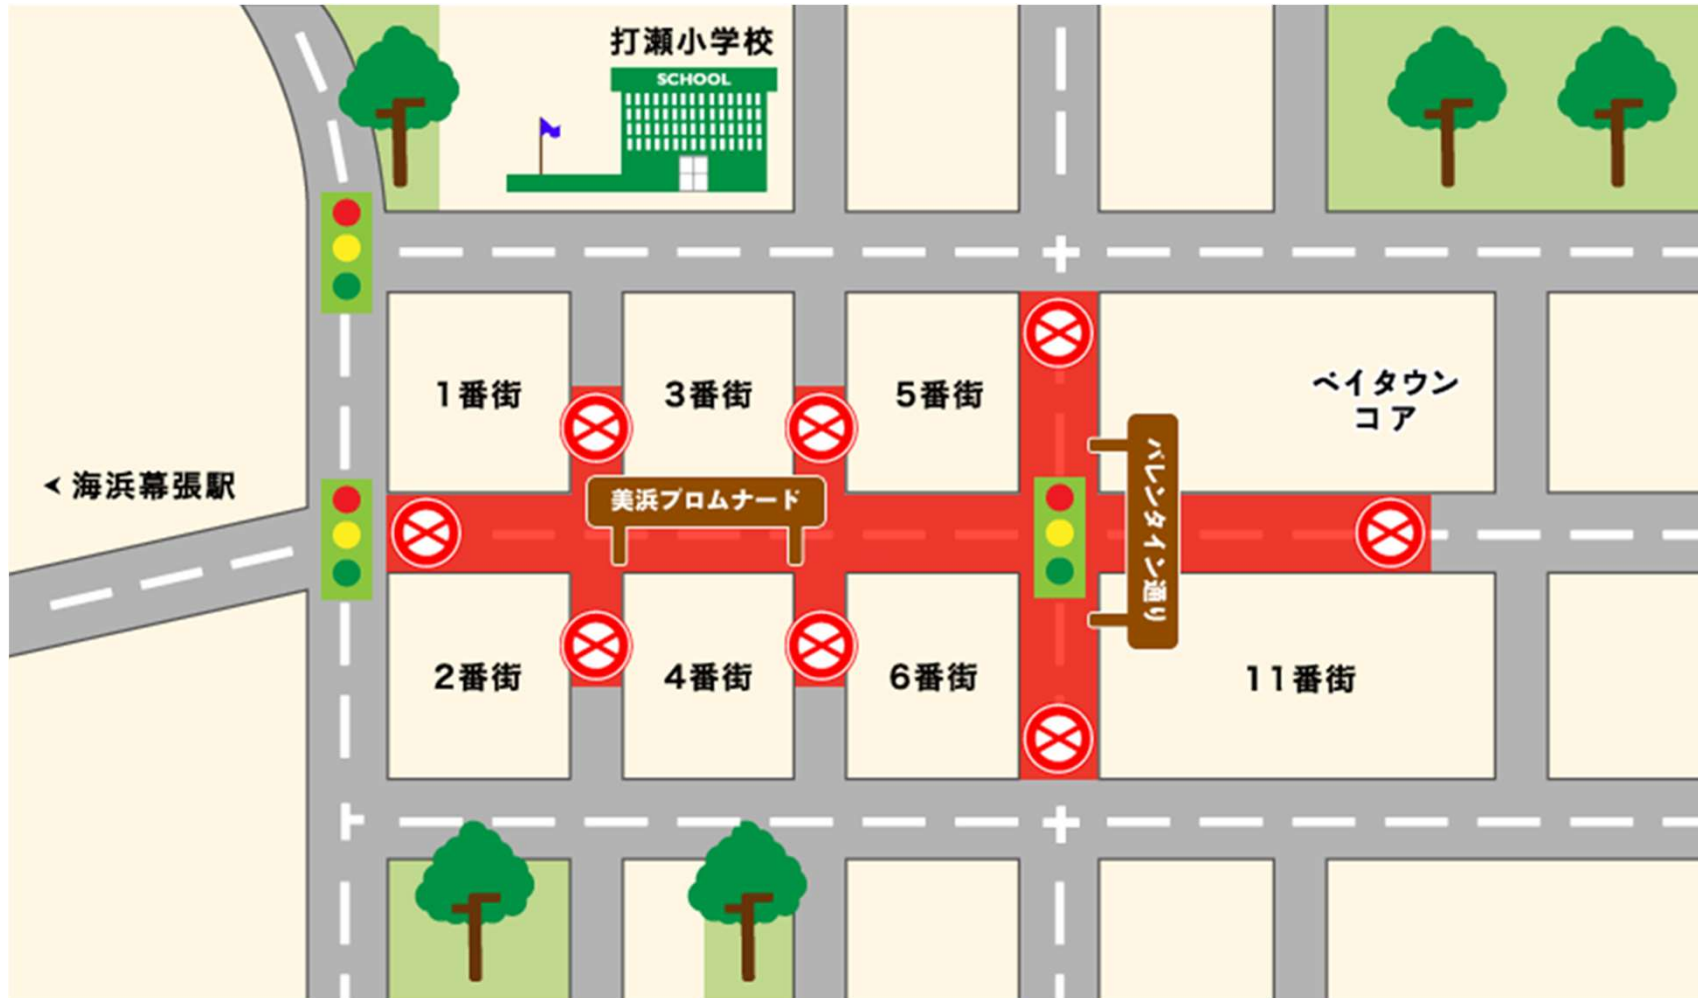 打瀬小学校
SCHOOL
1番街
3番街
5番街
ベイタウン
コア
海浜幕張駅
美浜プロムナード
バレンタイン通り
2番街
4番街
6番街
11番街